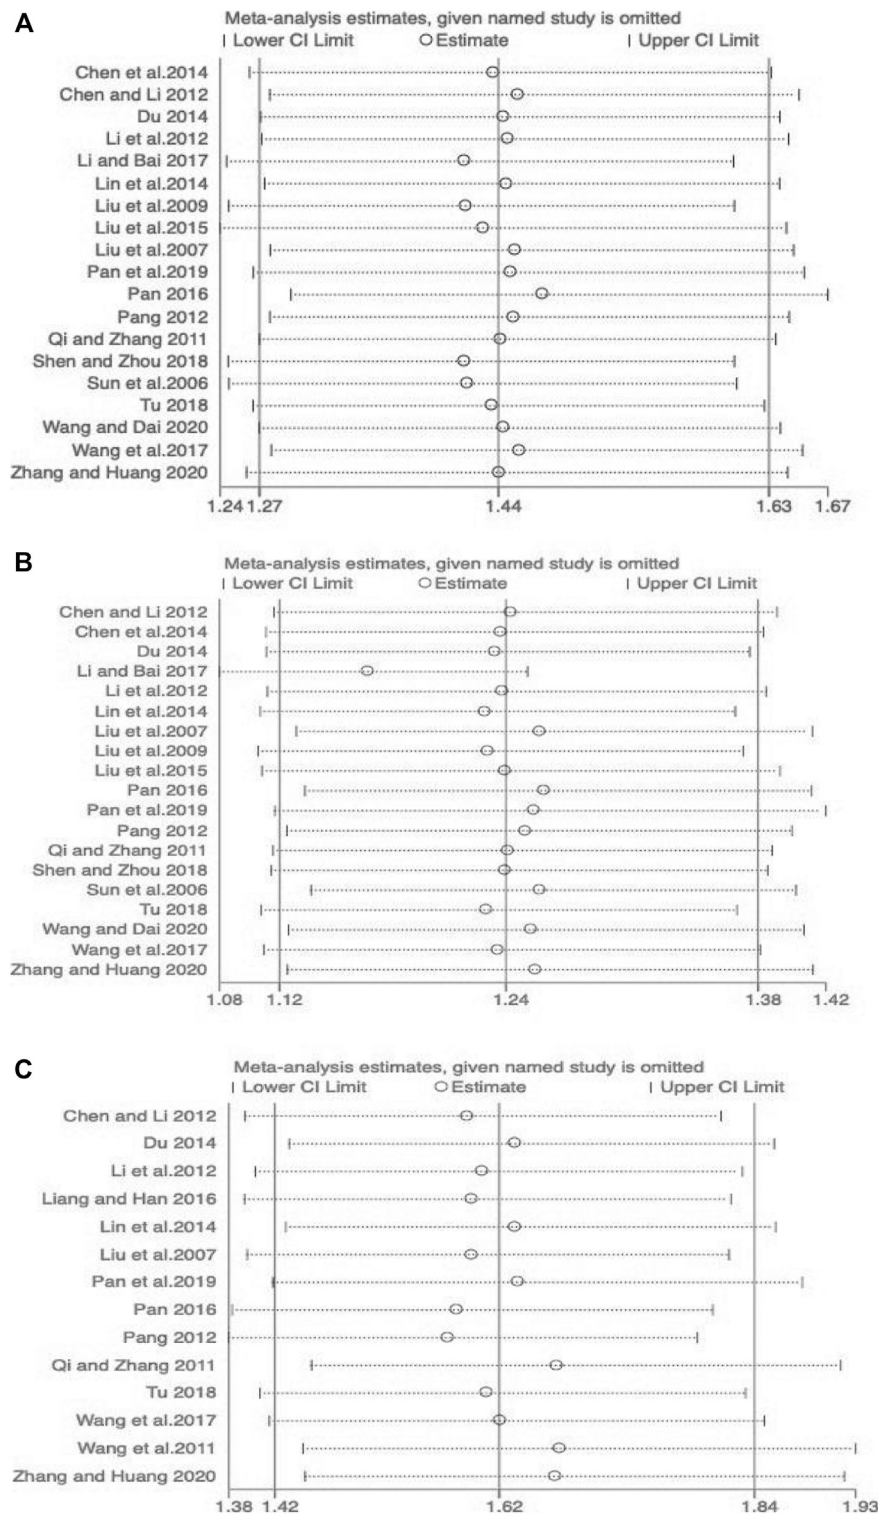 A
Meta-analysis estimates, given named study is omitted
| Lower CI Limit ○ Estimate | Upper CI Limit
Chen et al.2014
Chen and Li 2012
Du 2014
Li et al.2012
Li and Bai 2017
Lin et al.2014
Liu et al.2009
Liu et al.2015
Liu et al.2007
Pan et al.2019
Pan 2016
Pang 2012
Qi and Zhang 2011
Shen and Zhou 2018
Sun et al.2006
Tu 2018
Wang and Dai 2020
Wang et al.2017
Zhang and Huang 2020
1.24 1.27 1.44 1.63 1.67
B
Meta-analysis estimates, given named study is omitted
| Lower CI Limit ○ Estimate | Upper CI Limit
Chen and Li 2012
Chen et al.2014
Du 2014
Li and Bai 2017
Li et al.2012
Lin et al.2014
Liu et al.2007
Liu et al.2009
Liu et al.2015
Pan 2016
Pan et al.2019
Pang 2012
Qi and Zhang 2011
Shen and Zhou 2018
Sun et al.2006
Tu 2018
Wang and Dai 2020
Wang et al.2017
Zhang and Huang 2020
1.08 1.12 1.24 1.38 1.42
C
Meta-analysis estimates, given named study is omitted
| Lower CI Limit ○ Estimate | Upper CI Limit
Chen and Li 2012
Du 2014
Li et al.2012
Liang and Han 2016
Lin et al.2014
Liu et al.2007
Pan et al.2019
Pan 2016
Pang 2012
Qi and Zhang 2011
Tu 2018
Wang et al.2017
Wang et al.2011
Zhang and Huang 2020
1.38 1.42 1.62 1.84 1.93